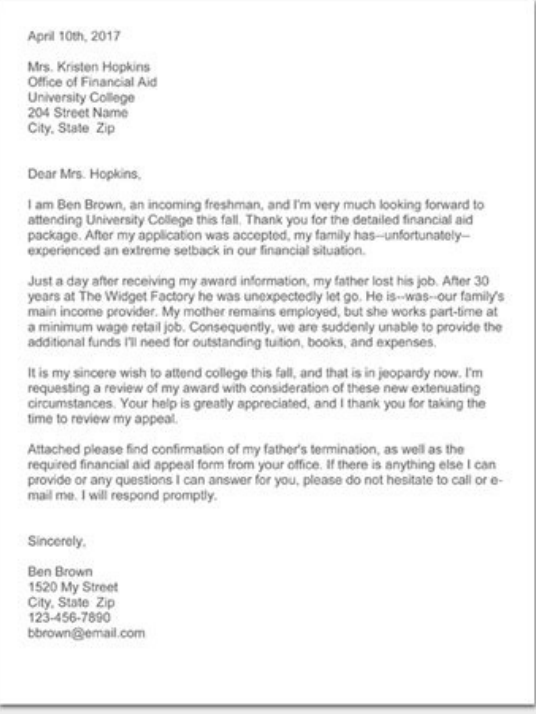 April 10th, 2017
Mrs. Kristen Hopkins
Office of Financial Aid
University College
204 Street Name
City, State  Zip
Dear Mrs. Hopkins,
I am Ben Brown, an incoming freshman, and I'm very much looking forward to
attending University College this fall. Thank you for the detailed financial aid
package. After my application was accepted, my family has--unfortunately--
experienced an extreme setback in our financial situation.
Just a day after receiving my award information, my father lost his job. After 30
years at The Widget Factory he was unexpectedly let go. He is--was--our family's
main income provider. My mother remains employed, but she works part-time at
a minimum wage retail job. Consequently, we are suddenly unable to provide the
additional funds I'll need for outstanding tuition, books, and expenses.
It is my sincere wish to attend college this fall, and that is in jeopardy now. I'm
requesting a review of my award with consideration of these new extenuating
circumstances. Your help is greatly appreciated, and I thank you for taking the
time to review my appeal.
Attached please find confirmation of my father's termination, as well as the
required financial aid appeal form from your office. If there is anything else I can
provide or any questions I can answer for you, please do not hesitate to call or e-
mail me. I will respond promptly.
Sincerely,
Ben Brown
1520 My Street
City, State  Zip
123-456-7890
bbrown@email.com